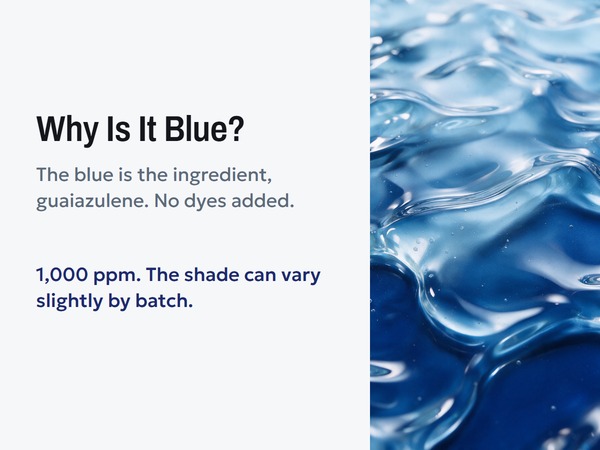 Why Is It Blue?
The blue is the ingredient,
guaiazulene. No dyes added.
1,000 ppm. The shade can vary
slightly by batch.